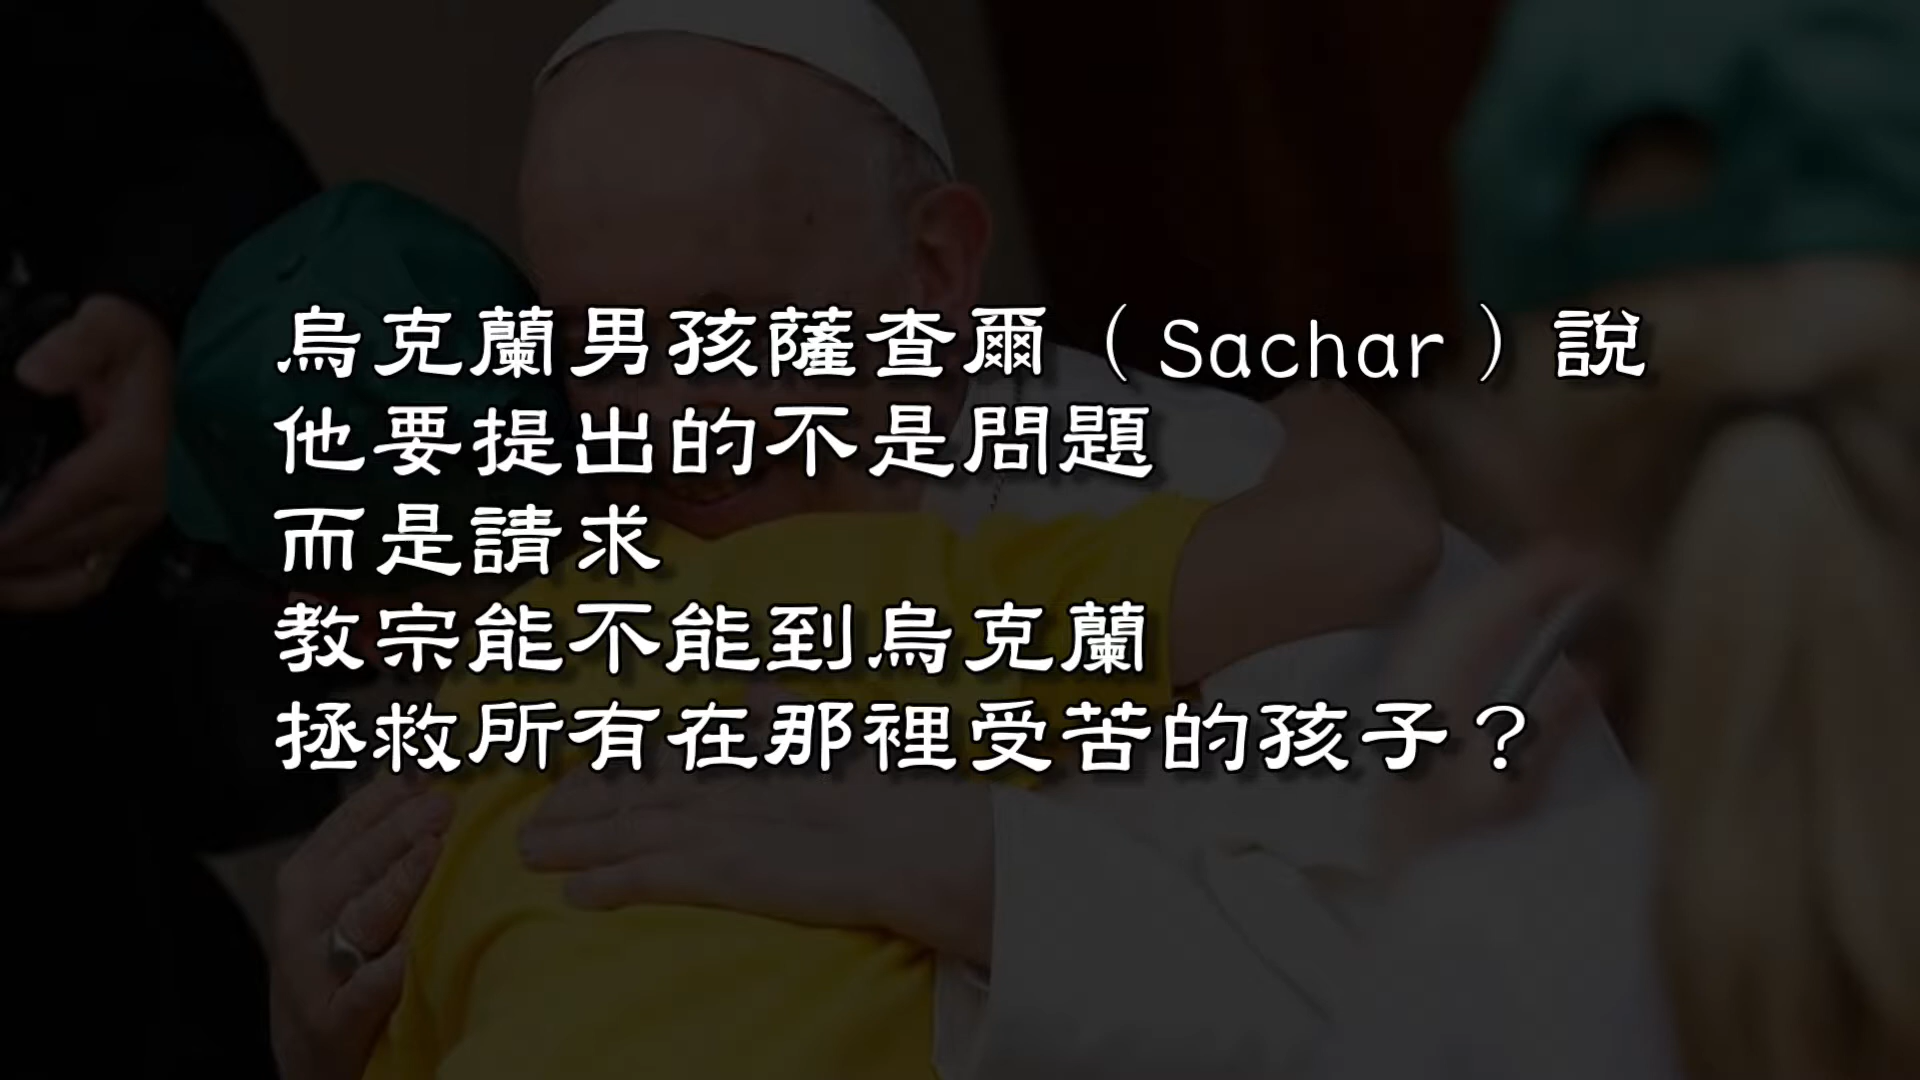 烏克蘭男孩薩查爾（Sachar）說
他要提出的不是問題
而是請求
教宗能不能到烏克蘭
拯救所有在那裡受苦的孩子？